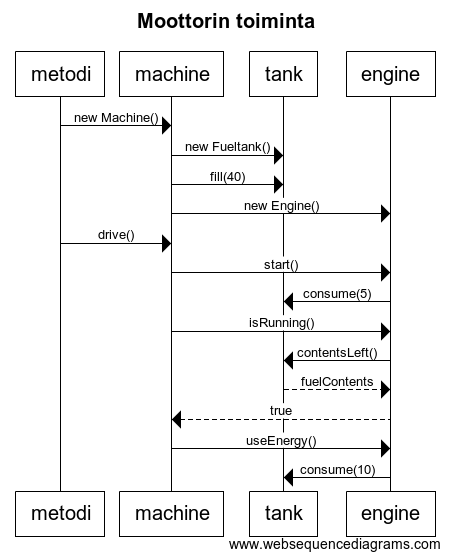 Moottorin toiminta
metodi machine tank engine
new Machine()
new Fueltank()
fill(40)
new Engine()
drive()
start()
consume(5)
isRunning()
contentsLeft()
fuelContents
true
useEnergy()
consume(10)
metodi machine tank engine
www.websequencediagrams.com